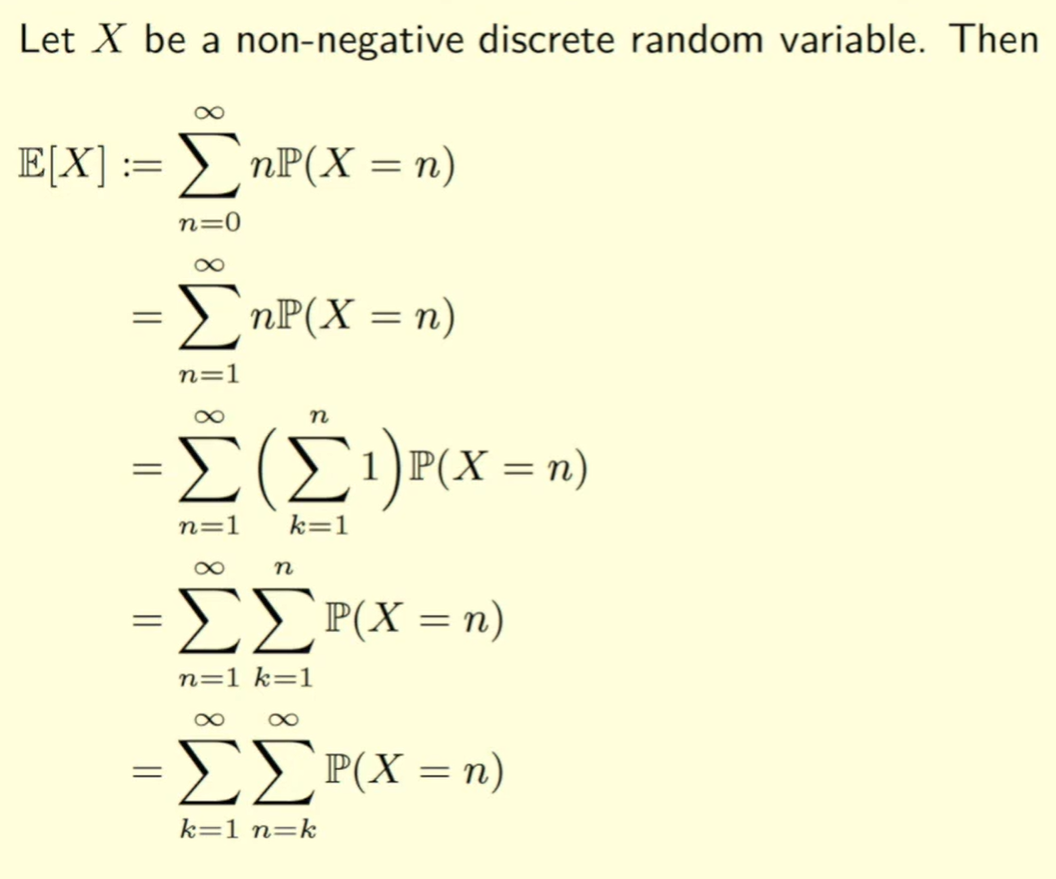 Let X be a non-negative discrete random variable. Then
𝔼[X] := ∑_{n=0}^{∞} nℙ(X = n)
= ∑_{n=1}^{∞} nℙ(X = n)
= ∑_{n=1}^{∞} (∑_{k=1}^{n} 1) ℙ(X = n)
= ∑_{n=1}^{∞} ∑_{k=1}^{n} ℙ(X = n)
= ∑_{k=1}^{∞} ∑_{n=k}^{∞} ℙ(X = n)